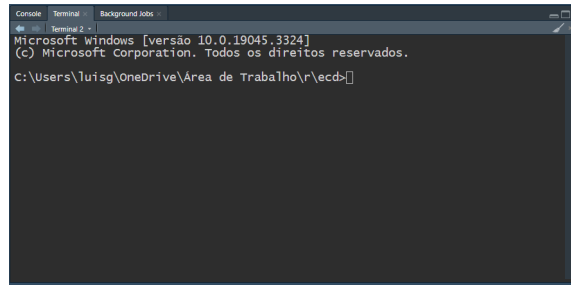 Console Terminal × Background Jobs ×
Terminal 2
Microsoft Windows [versão 10.0.19045.3324]
(c) Microsoft Corporation. Todos os direitos reservados.
C:\Users\luisg\OneDrive\Área de Trabalho\r\ecd>